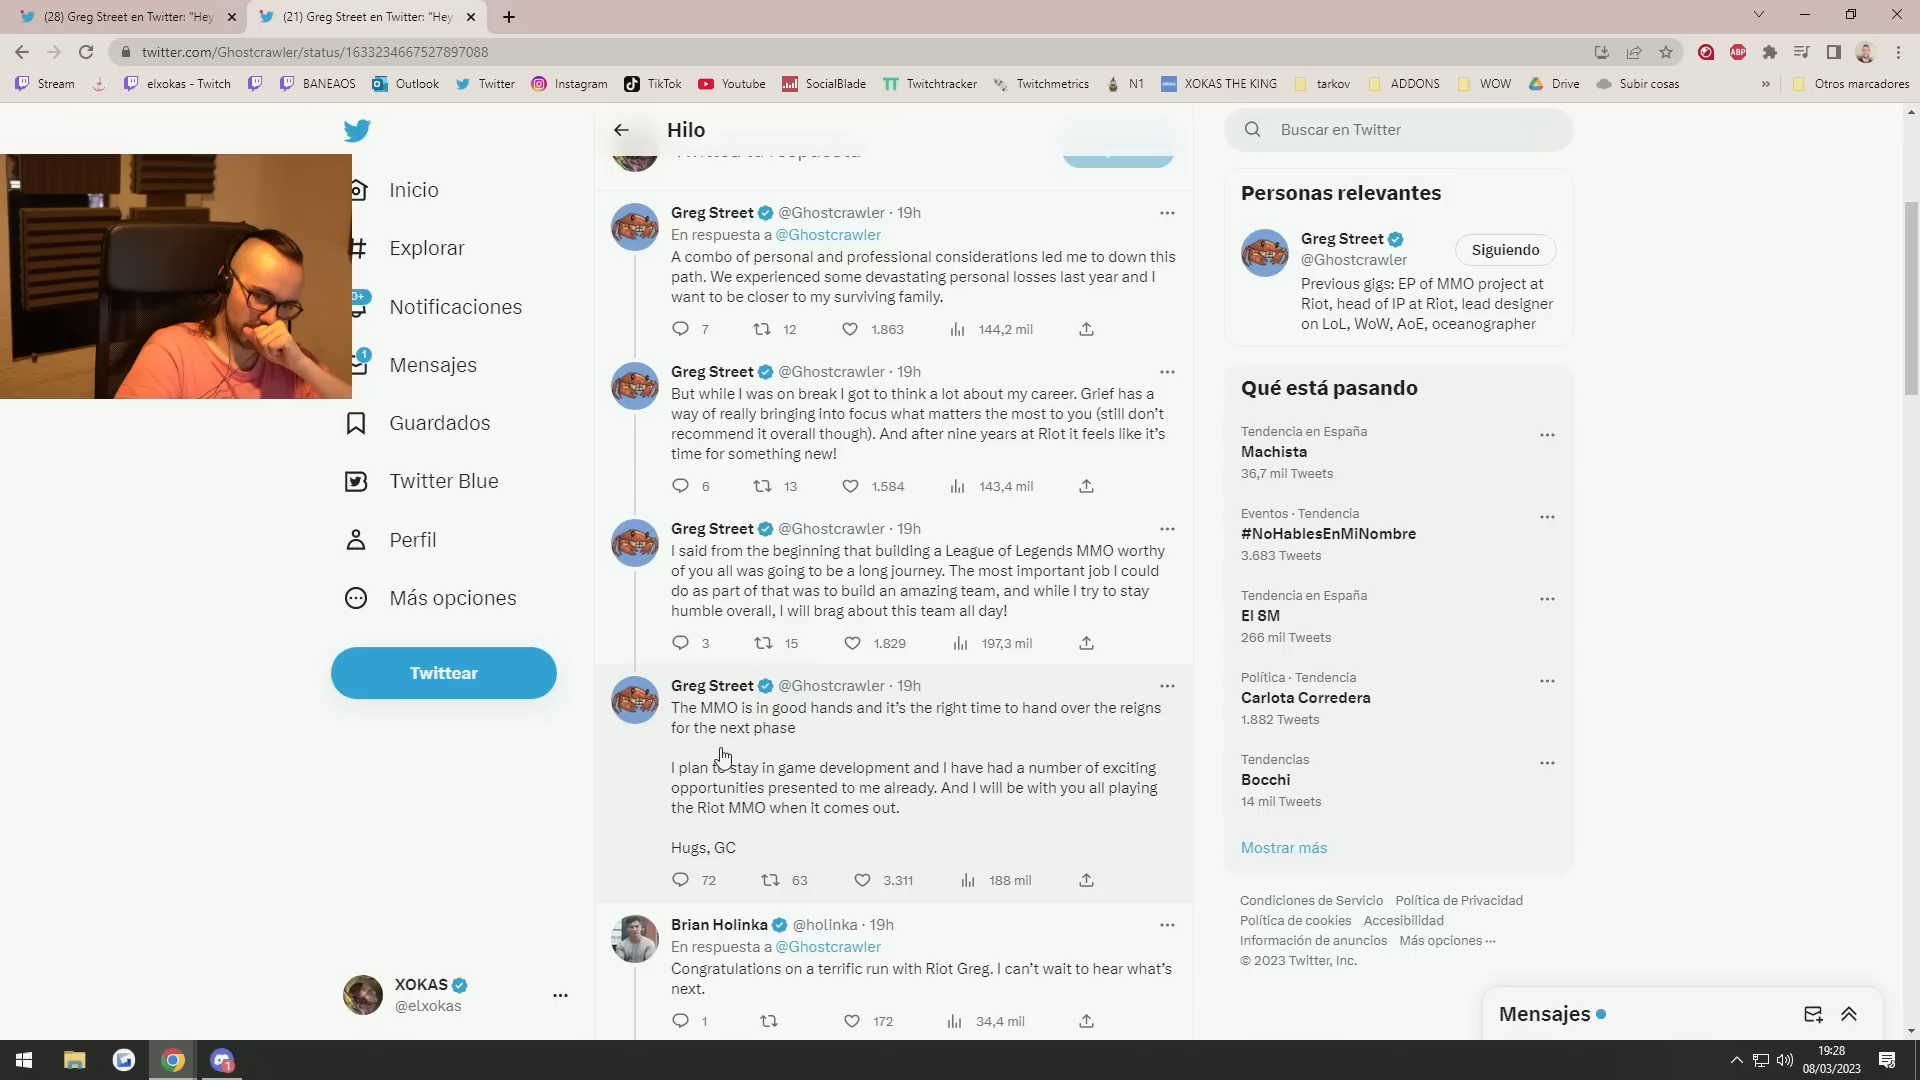 (28) Greg Street en Twitter: "Hey
(21) Greg Street en Twitter: "Hey
twitter.com/Ghostcrawler/status/1633234667527897088
ABP
Stream
elxokas - Twitch
BANEAOS
Outlook
Twitter
Instagram
TikTok
Youtube
SocialBlade
Twitchtracker
Twitchmetrics
N1
XOKAS THE KING
tarkov
ADDONS
WOW
Drive
Subir cosas
»
Otros marcadores
Inicio
Explorar
Notificaciones
1
Mensajes
Guardados
Twitter Blue
Perfil
Más opciones
Twittear
XOKAS
@elxokas
Hilo
Greg Street @Ghostcrawler · 19h
En respuesta a @Ghostcrawler
A combo of personal and professional considerations led me to down this
path. We experienced some devastating personal losses last year and I
want to be closer to my surviving family.
7 12 1.863 144,2 mil
Greg Street @Ghostcrawler · 19h
But while I was on break I got to think a lot about my career. Grief has a
way of really bringing into focus what matters the most to you (still don't
recommend it overall though). And after nine years at Riot it feels like it's
time for something new!
6 13 1.584 143,4 mil
Greg Street @Ghostcrawler · 19h
I said from the beginning that building a League of Legends MMO worthy
of you all was going to be a long journey. The most important job I could
do as part of that was to build an amazing team, and while I try to stay
humble overall, I will brag about this team all day!
3 15 1.829 197,3 mil
Greg Street @Ghostcrawler · 19h
The MMO is in good hands and it's the right time to hand over the reigns
for the next phase
I plan to stay in game development and I have had a number of exciting
opportunities presented to me already. And I will be with you all playing
the Riot MMO when it comes out.
Hugs, GC
72 63 3.311 188 mil
Brian Holinka @holinka · 19h
En respuesta a @Ghostcrawler
Congratulations on a terrific run with Riot Greg. I can't wait to hear what's
next.
1 172 34,4 mil
Buscar en Twitter
Personas relevantes
Greg Street
@Ghostcrawler
Siguiendo
Previous gigs: EP of MMO project at
Riot, head of IP at Riot, lead designer
on LoL, WoW, AoE, oceanographer
Qué está pasando
Tendencia en España
Machista
36,7 mil Tweets
Eventos · Tendencia
#NoHablesEnMiNombre
3.683 Tweets
Tendencia en España
El 8M
266 mil Tweets
Política · Tendencia
Carlota Corredera
1.882 Tweets
Tendencias
Bocchi
14 mil Tweets
Mostrar más
Condiciones de Servicio Política de Privacidad
Política de cookies Accesibilidad
Información de anuncios Más opciones ···
© 2023 Twitter, Inc.
Mensajes
1
19:28
08/03/2023